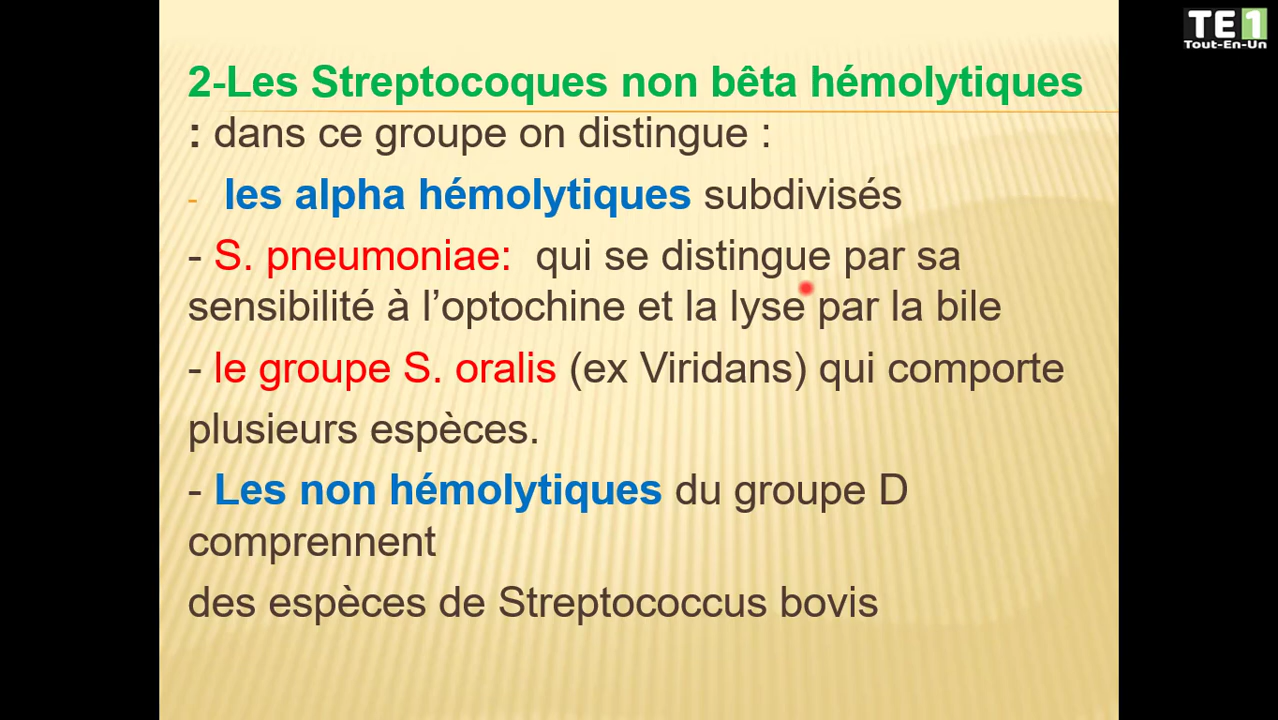 TE1
Tout-En-Un
2-Les Streptocoques non bêta hémolytiques
: dans ce groupe on distingue :
- les alpha hémolytiques subdivisés
- S. pneumoniae: qui se distingue par sa
sensibilité à l’optochine et la lyse par la bile
- le groupe S. oralis (ex Viridans) qui comporte
plusieurs espèces.
- Les non hémolytiques du groupe D
comprennent
des espèces de Streptococcus bovis